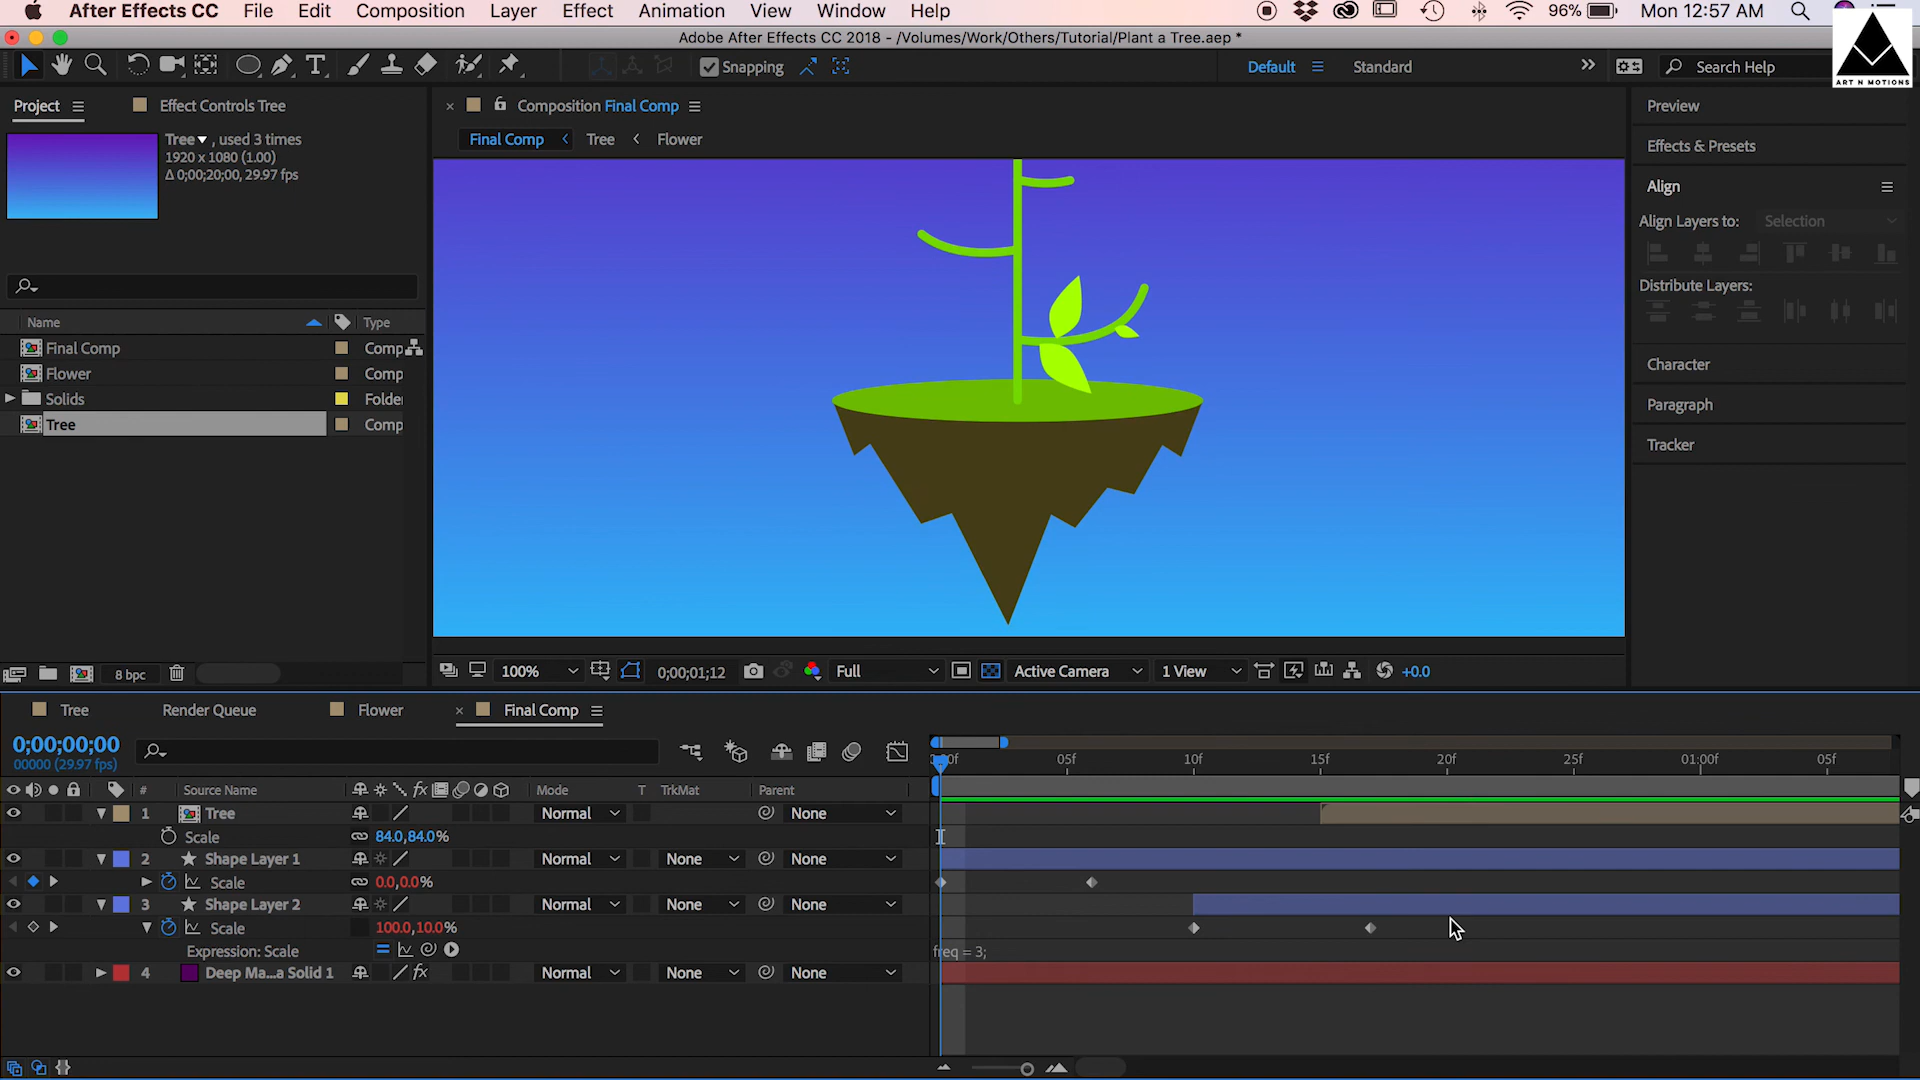 After Effects CC File Edit Composition Layer Effect Animation View Window Help 96% Mon 12:57 AM
Adobe After Effects CC 2018 - /Volumes/Work/Others/Tutorial/Plant a Tree.aep *
Snapping Default Standard Search Help
ART N MOTIONS
Project Effect Controls Tree Composition Final Comp Preview
Tree , used 3 times
1920 x 1080 (1.00)
Δ 0;00;20;00, 29.97 fps
Final Comp Tree Flower
Effects & Presets
Align
Align Layers to: Selection
Distribute Layers:
Name Type
Final Comp Comp
Flower Comp
Solids Folder
Tree Comp
Character
Paragraph
Tracker
8 bpc 100% 0;00;01;12 Full Active Camera 1 View +0.0
Tree Render Queue Flower Final Comp
0;00;00;00
00000 (29.97 fps)
05f 10f 15f 20f 25f 01:00f 05f
# Source Name fx Mode T TrkMat Parent
1 Tree Normal None
Scale 84.0,84.0%
2 Shape Layer 1 Normal None None
Scale 0.0,0.0%
3 Shape Layer 2 Normal None None
Scale 100.0,10.0%
Expression: Scale freq = 3;
4 Deep Ma...a Solid 1 fx Normal None None